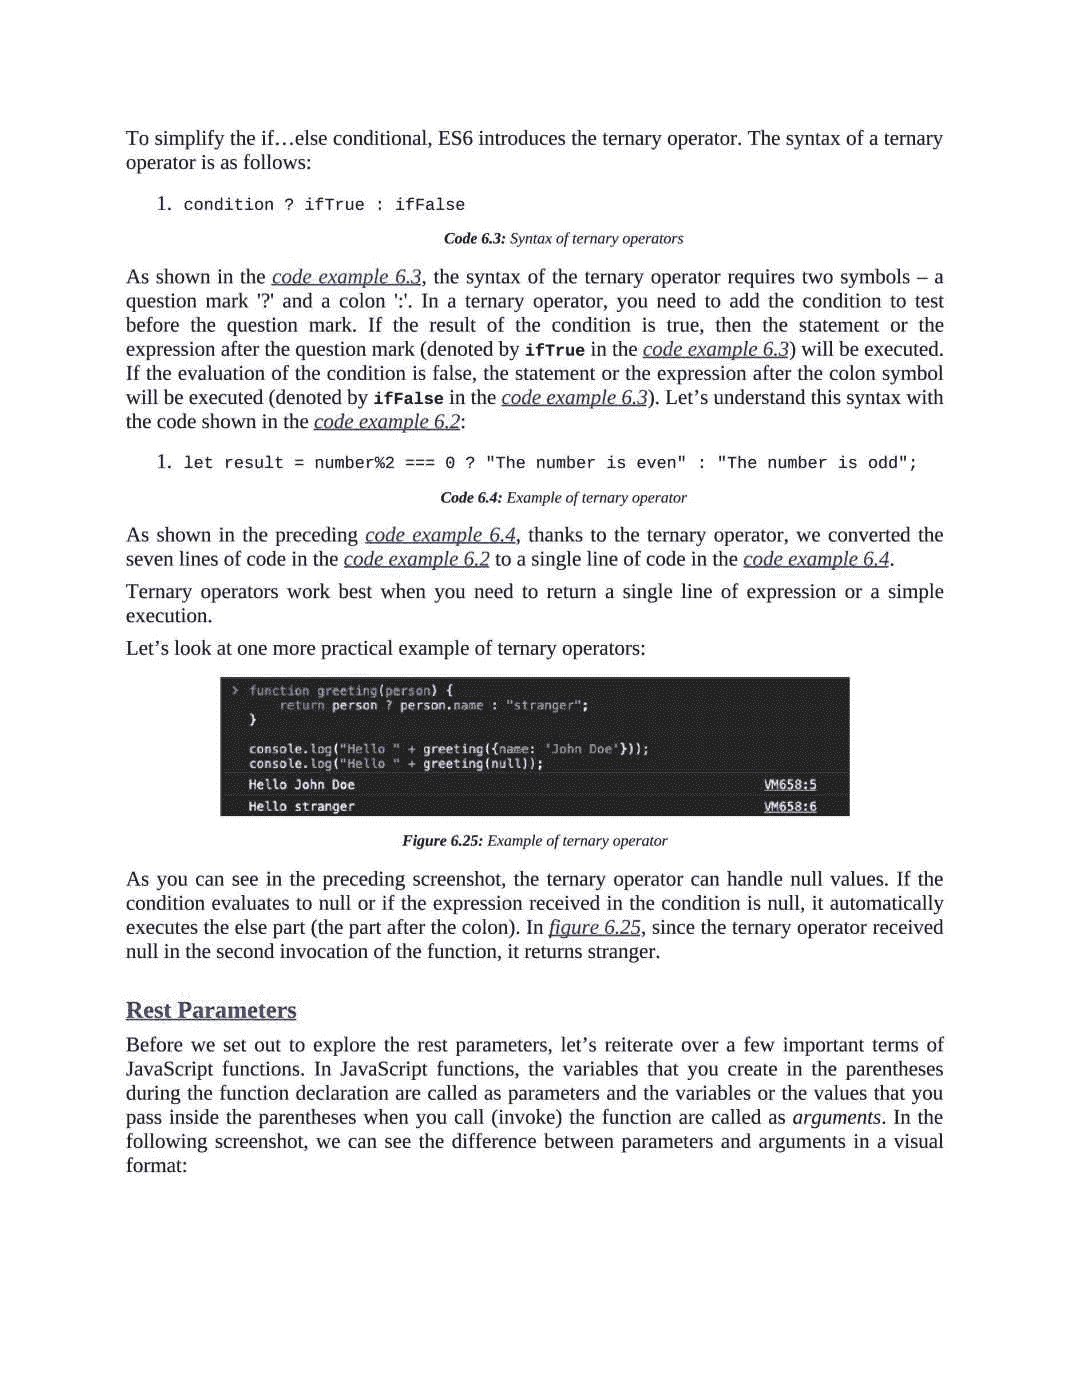 To simplify the if…else conditional, ES6 introduces the ternary operator. The syntax of a ternary
operator is as follows:
1. condition ? ifTrue : ifFalse
Code 6.3: Syntax of ternary operators
As shown in the code example 6.3, the syntax of the ternary operator requires two symbols – a
question mark '?' and a colon ':'. In a ternary operator, you need to add the condition to test
before the question mark. If the result of the condition is true, then the statement or the
expression after the question mark (denoted by ifTrue in the code example 6.3) will be executed.
If the evaluation of the condition is false, the statement or the expression after the colon symbol
will be executed (denoted by ifFalse in the code example 6.3). Let’s understand this syntax with
the code shown in the code example 6.2:
1. let result = number%2 === 0 ? "The number is even" : "The number is odd";
Code 6.4: Example of ternary operator
As shown in the preceding code example 6.4, thanks to the ternary operator, we converted the
seven lines of code in the code example 6.2 to a single line of code in the code example 6.4.
Ternary operators work best when you need to return a single line of expression or a simple
execution.
Let’s look at one more practical example of ternary operators:
> function greeting(person) {
return person ? person.name : "stranger";
}
console.log("Hello " + greeting({name: 'John Doe'}));
console.log("Hello " + greeting(null));
Hello John Doe VM658:5
Hello stranger VM658:6
Figure 6.25: Example of ternary operator
As you can see in the preceding screenshot, the ternary operator can handle null values. If the
condition evaluates to null or if the expression received in the condition is null, it automatically
executes the else part (the part after the colon). In figure 6.25, since the ternary operator received
null in the second invocation of the function, it returns stranger.
Rest Parameters
Before we set out to explore the rest parameters, let’s reiterate over a few important terms of
JavaScript functions. In JavaScript functions, the variables that you create in the parentheses
during the function declaration are called as parameters and the variables or the values that you
pass inside the parentheses when you call (invoke) the function are called as arguments. In the
following screenshot, we can see the difference between parameters and arguments in a visual
format: